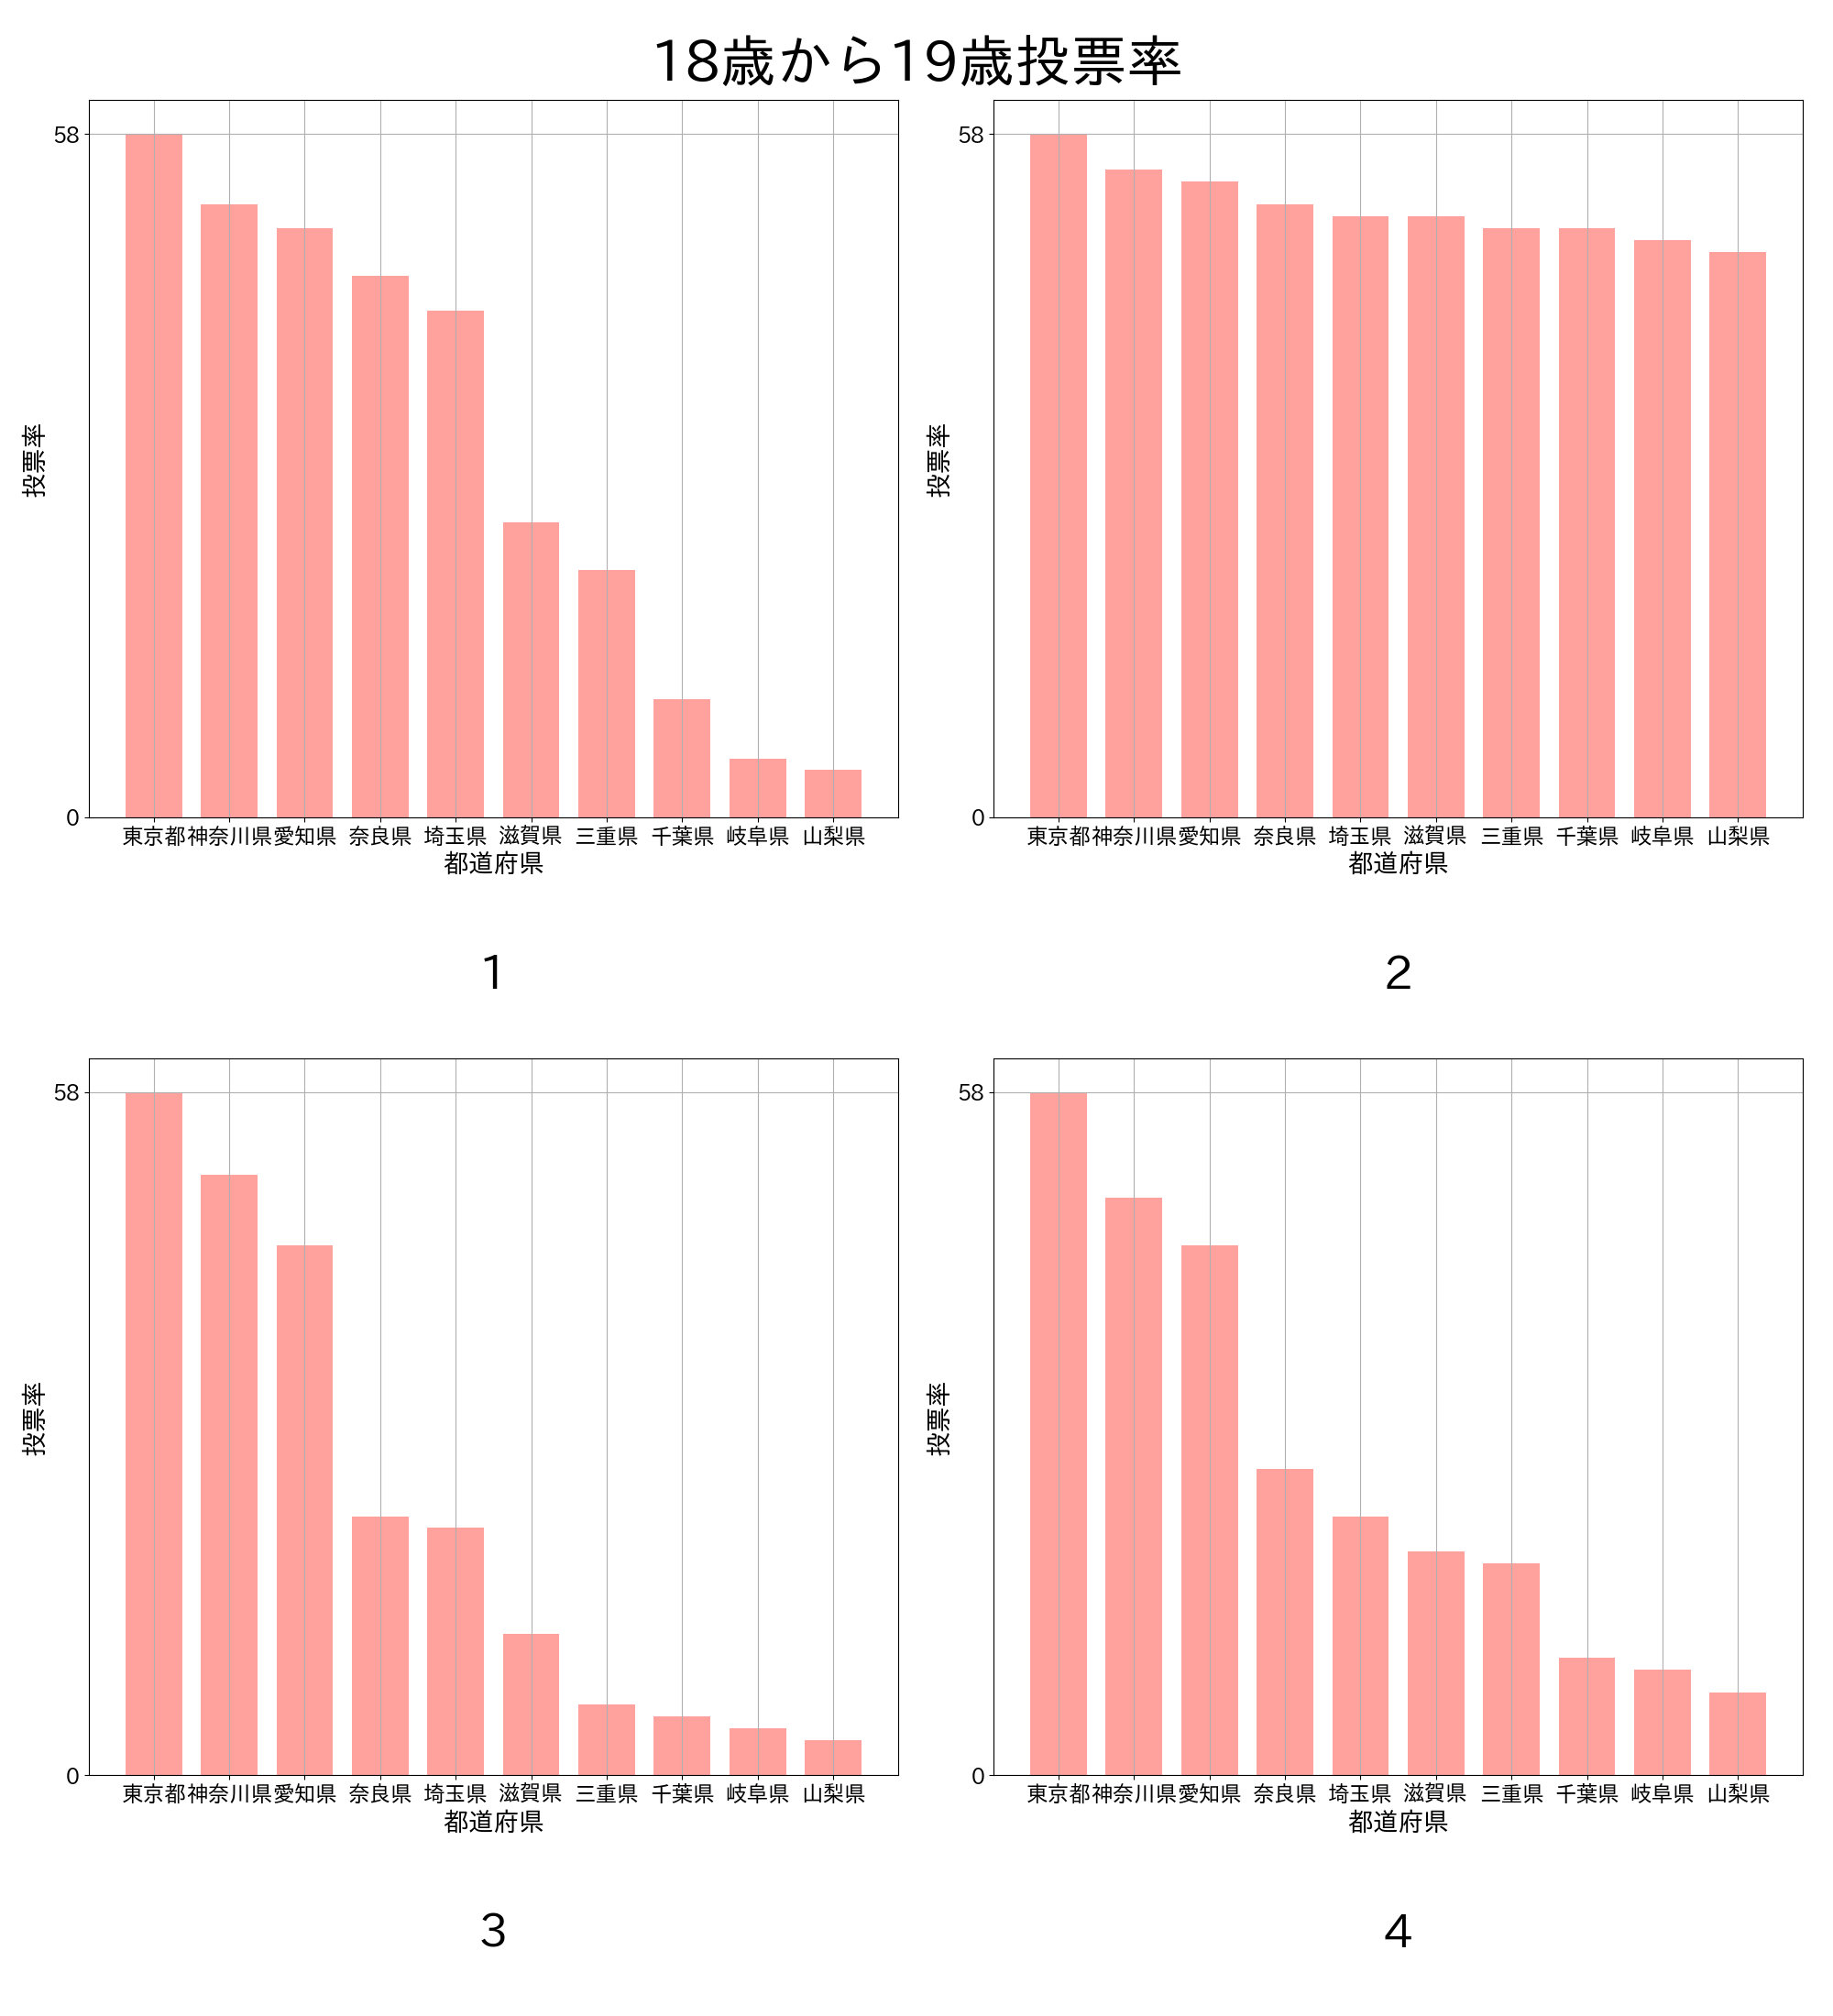 18歳から19歳投票率
58
0
投票率
東京都 神奈川県 愛知県 奈良県 埼玉県 滋賀県 三重県 千葉県 岐阜県 山梨県
都道府県
1
58
0
投票率
東京都 神奈川県 愛知県 奈良県 埼玉県 滋賀県 三重県 千葉県 岐阜県 山梨県
都道府県
2
58
0
投票率
東京都 神奈川県 愛知県 奈良県 埼玉県 滋賀県 三重県 千葉県 岐阜県 山梨県
都道府県
3
58
0
投票率
東京都 神奈川県 愛知県 奈良県 埼玉県 滋賀県 三重県 千葉県 岐阜県 山梨県
都道府県
4